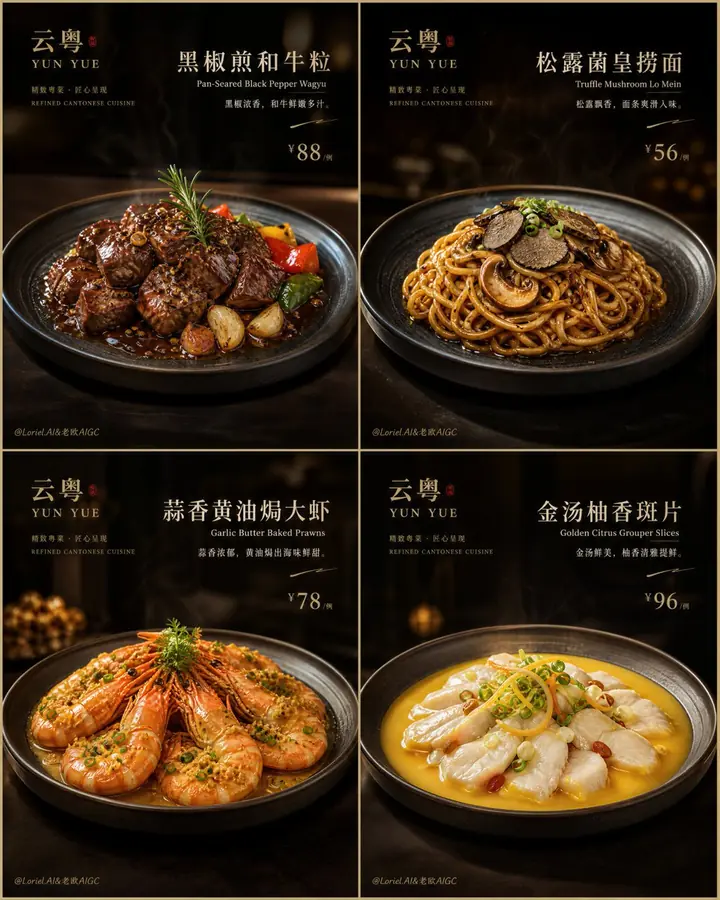 云粤
YUN YUE
精致粤菜·匠心呈现
REFINED CANTONESE CUISINE
黑椒煎和牛粒
Pan-Seared Black Pepper Wagyu
黑椒浓香，和牛鲜嫩多汁。
¥88/例
@Loriel.AI&老欧AIGC
云粤
YUN YUE
精致粤菜·匠心呈现
REFINED CANTONESE CUISINE
松露菌皇捞面
Truffle Mushroom Lo Mein
松露飘香，面条爽滑入味。
¥56/例
@Loriel.AI&老欧AIGC
云粤
YUN YUE
精致粤菜·匠心呈现
REFINED CANTONESE CUISINE
蒜香黄油焗大虾
Garlic Butter Baked Prawns
蒜香浓郁，黄油焗出海味鲜甜。
¥78/例
@Loriel.AI&老欧AIGC
云粤
YUN YUE
精致粤菜·匠心呈现
REFINED CANTONESE CUISINE
金汤柚香斑片
Golden Citrus Grouper Slices
金汤鲜美，柚香清雅提鲜。
¥96/例
@Loriel.AI&老欧AIGC